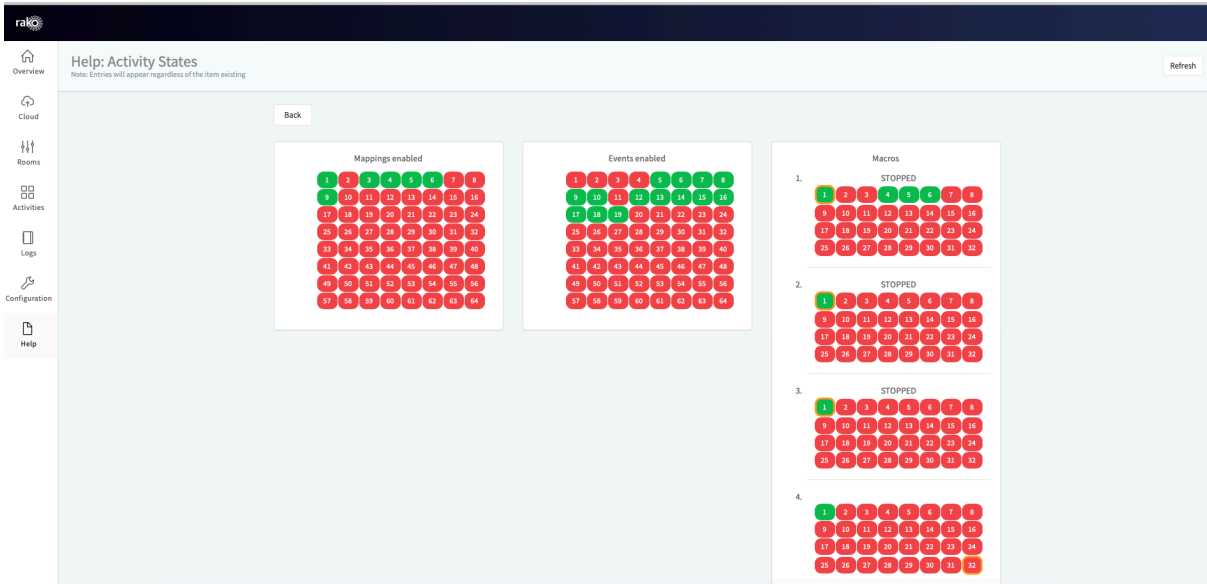 rako
Help: Activity States
Note: Entries will appear regardless of the item existing
Refresh
Overview
Cloud
Rooms
Activities
Logs
Configuration
Help
Back
Mappings enabled
1 2 3 4 5 6 7 8
9 10 11 12 13 14 15 16
17 18 19 20 21 22 23 24
25 26 27 28 29 30 31 32
33 34 35 36 37 38 39 40
41 42 43 44 45 46 47 48
49 50 51 52 53 54 55 56
57 58 59 60 61 62 63 64
Events enabled
1 2 3 4 5 6 7 8
9 10 11 12 13 14 15 16
17 18 19 20 21 22 23 24
25 26 27 28 29 30 31 32
33 34 35 36 37 38 39 40
41 42 43 44 45 46 47 48
49 50 51 52 53 54 55 56
57 58 59 60 61 62 63 64
Macros
1. STOPPED
1 2 3 4 5 6 7 8
9 10 11 12 13 14 15 16
17 18 19 20 21 22 23 24
25 26 27 28 29 30 31 32
2. STOPPED
1 2 3 4 5 6 7 8
9 10 11 12 13 14 15 16
17 18 19 20 21 22 23 24
25 26 27 28 29 30 31 32
3. STOPPED
1 2 3 4 5 6 7 8
9 10 11 12 13 14 15 16
17 18 19 20 21 22 23 24
25 26 27 28 29 30 31 32
4.
1 2 3 4 5 6 7 8
9 10 11 12 13 14 15 16
17 18 19 20 21 22 23 24
25 26 27 28 29 30 31 32